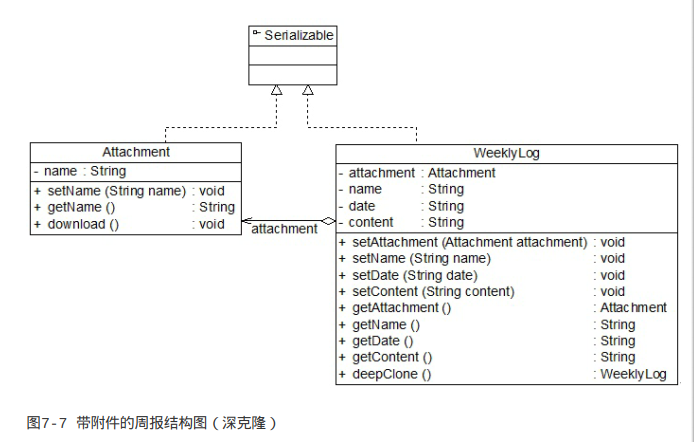 Serializable
Attachment
- name : String
+ setName (String name) : void
+ getName () : String
+ download () : void
attachment
WeeklyLog
- attachment : Attachment
- name : String
- date : String
- content : String
+ setAttachment (Attachment attachment) : void
+ setName (String name) : void
+ setDate (String date) : void
+ setContent (String content) : void
+ getAttachment () : Attachment
+ getName () : String
+ getDate () : String
+ getContent () : String
+ deepClone () : WeeklyLog
图7-7 带附件的周报结构图（深克隆）